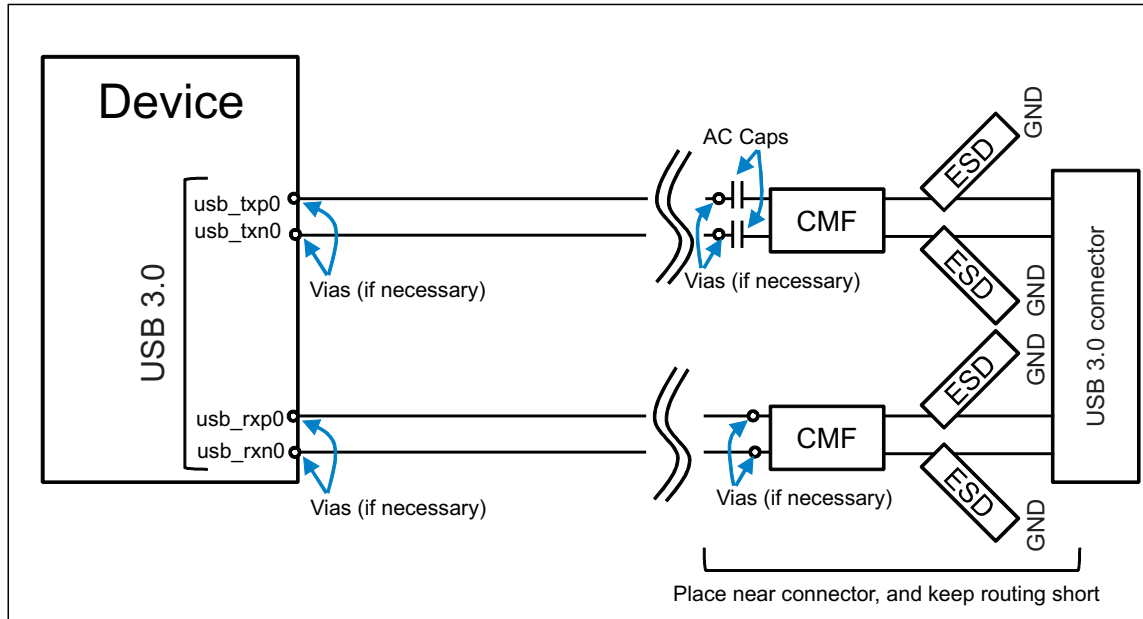 Device
USB 3.0
usb_txp0
usb_txn0
Vias (if necessary)
usb_rxp0
usb_rxn0
Vias (if necessary)
AC Caps
Vias (if necessary)
CMF
ESD
GND
ESD
GND
Vias (if necessary)
CMF
ESD
GND
ESD
GND
USB 3.0 connector
Place near connector, and keep routing short